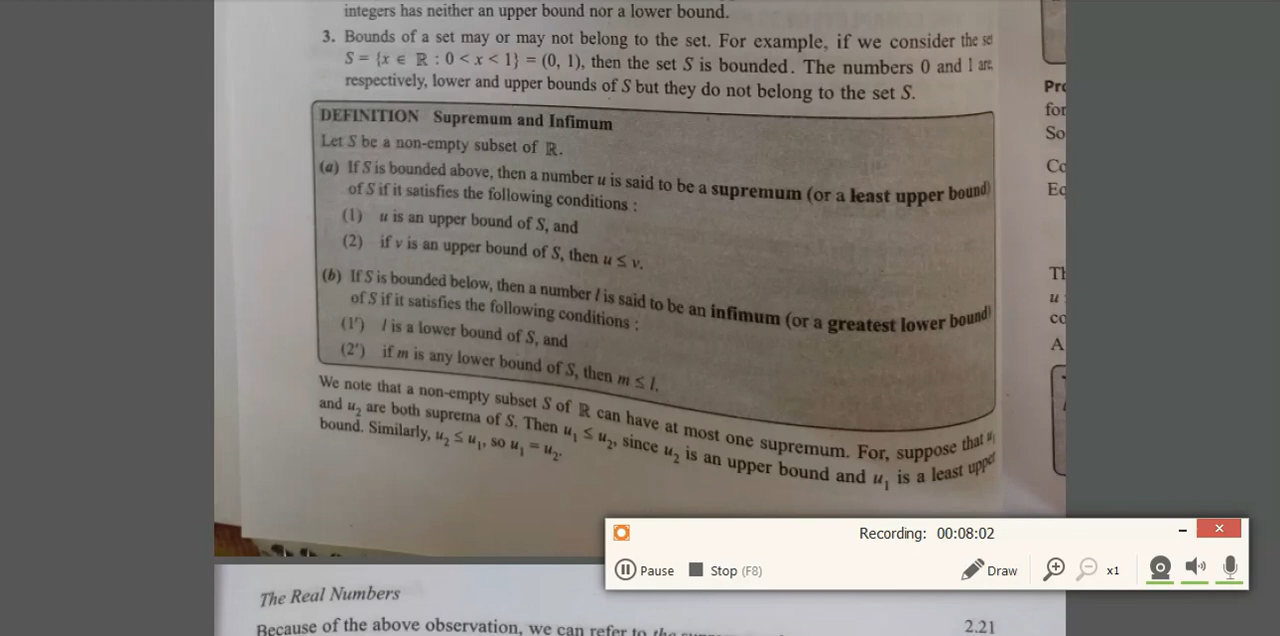 integers has neither an upper bound nor a lower bound.
3. Bounds of a set may or may not belong to the set. For example, if we consider the set
S = {x ∈ ℝ : 0 < x < 1} = (0, 1), then the set S is bounded. The numbers 0 and 1 are,
respectively, lower and upper bounds of S but they do not belong to the set S.
DEFINITION Supremum and Infimum
Let S be a non-empty subset of ℝ.
(a) If S is bounded above, then a number u is said to be a supremum (or a least upper bound)
of S if it satisfies the following conditions :
(1) u is an upper bound of S, and
(2) if v is an upper bound of S, then u ≤ v.
(b) If S is bounded below, then a number l is said to be an infimum (or a greatest lower bound)
of S if it satisfies the following conditions :
(1′) l is a lower bound of S, and
(2′) if m is any lower bound of S, then m ≤ l.
We note that a non-empty subset S of ℝ can have at most one supremum. For, suppose that u₁
and u₂ are both suprema of S. Then u₁ ≤ u₂, since u₂ is an upper bound and u₁ is a least upper
bound. Similarly, u₂ ≤ u₁, so u₁ = u₂.
Pro
for
So
Co
Eq
Th
u
co
A
Recording: 00:08:02
Pause Stop (F8) Draw x1
The Real Numbers 2.21
Because of the above observation, we can refer to the